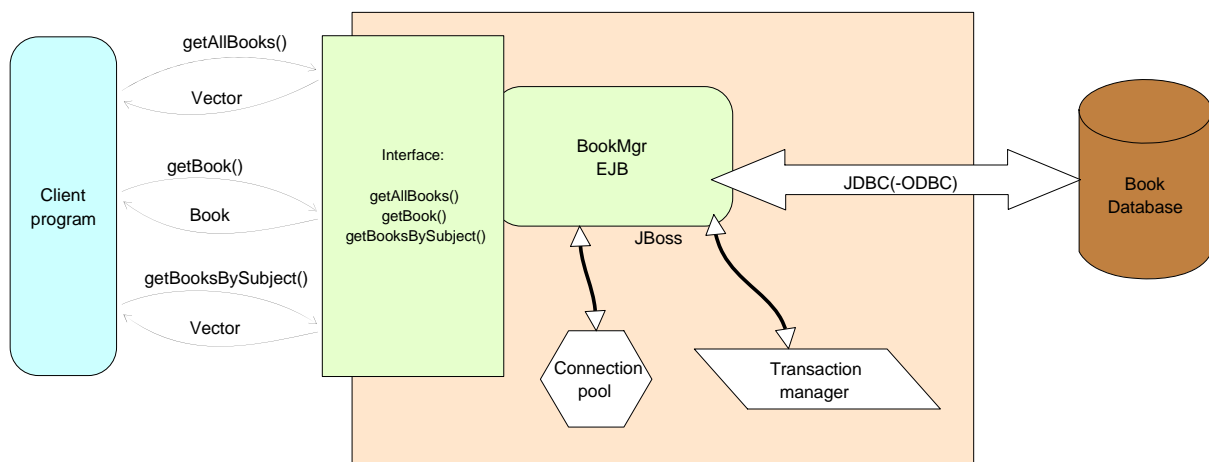 getAllBooks()
Vector
getBook()
Book
getBooksBySubject()
Vector
Client
program
Interface:
getAllBooks()
getBook()
getBooksBySubject()
BookMgr
EJB
JBoss
JDBC(-ODBC)
Book
Database
Connection
pool
Transaction
manager